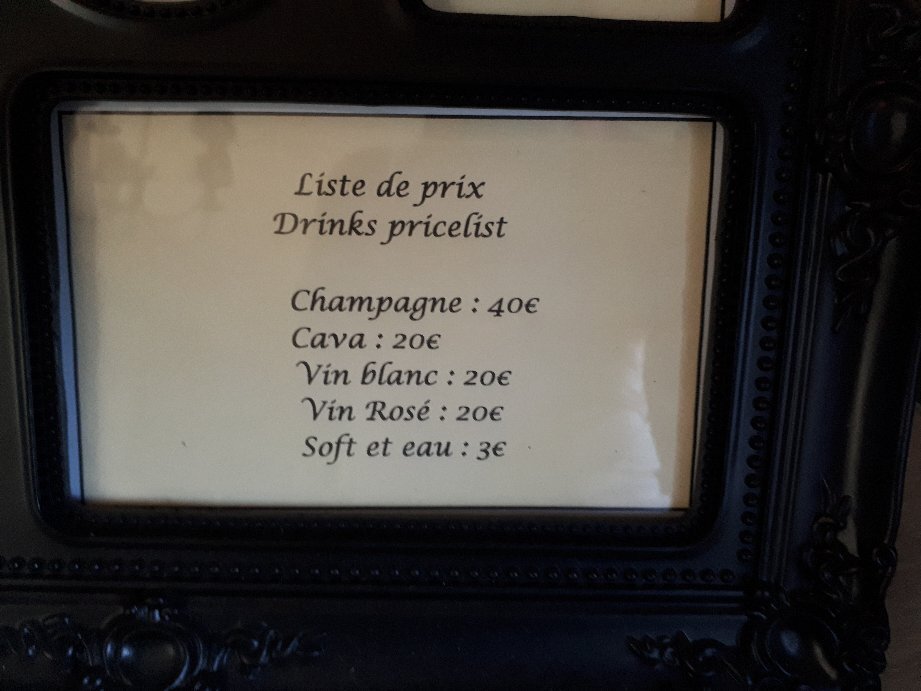 Liste de prix
Drinks pricelist
Champagne : 40€
Cava : 20€
Vin blanc : 20€
Vin Rosé : 20€
Soft et eau : 3€